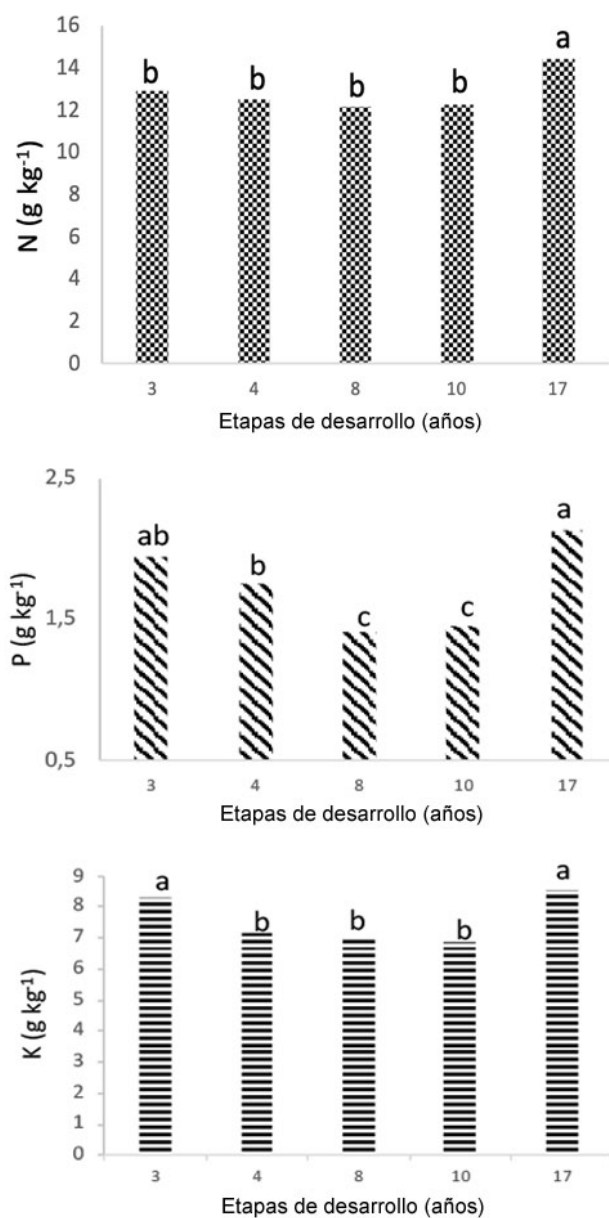 16
14
12
10
8
6
4
2
0
N (g kg⁻¹)
b
b
b
b
a
3 4 8 10 17
Etapas de desarrollo (años)
2,5
1,5
0,5
P (g kg⁻¹)
ab
b
c
c
a
3 4 8 10 17
Etapas de desarrollo (años)
9
8
7
6
5
4
3
2
1
0
K (g kg⁻¹)
a
b
b
b
a
3 4 8 10 17
Etapas de desarrollo (años)